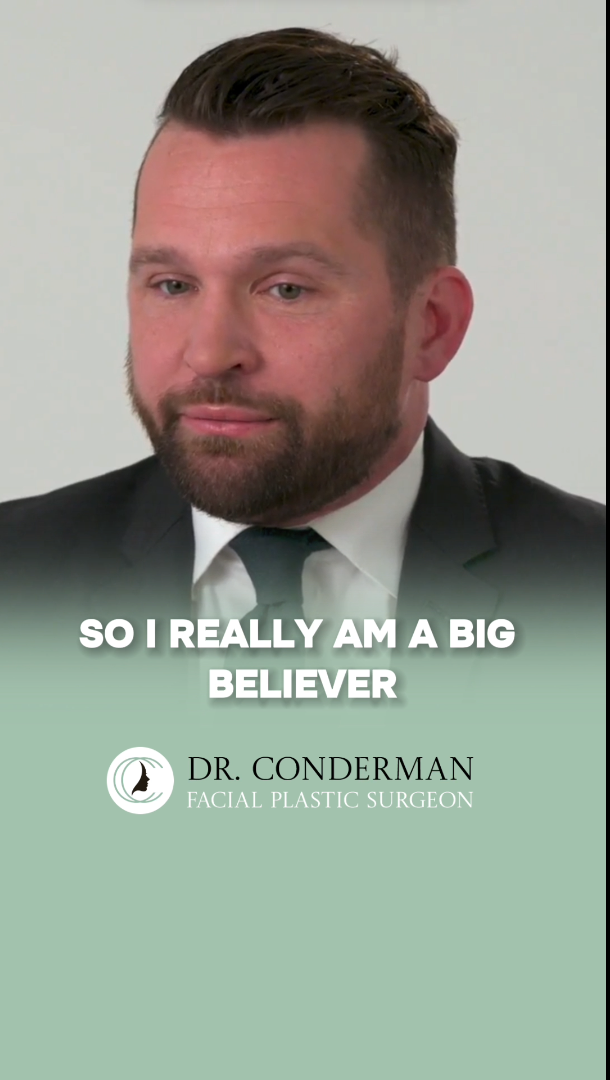 SO I REALLY AM A BIG
BELIEVER
DR. CONDERMAN
FACIAL PLASTIC SURGEON